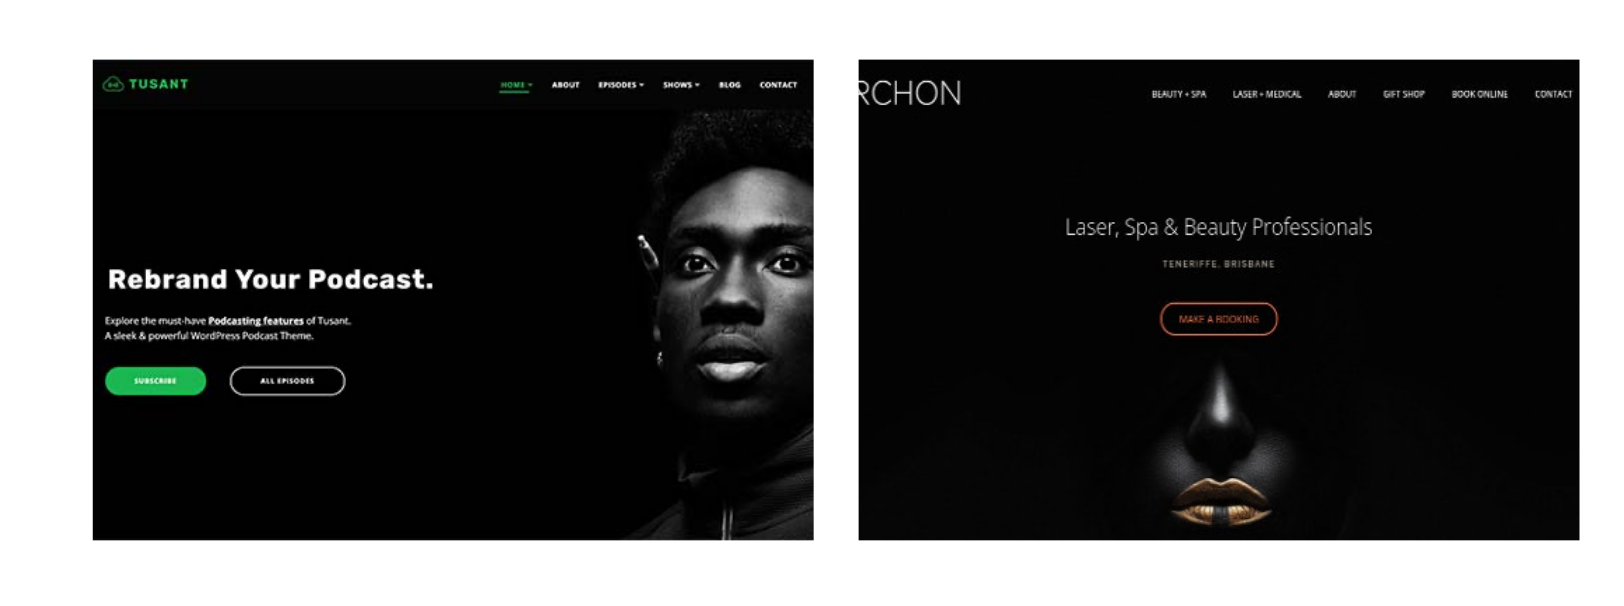 TUSANT
HOME ABOUT EPISODES SHOWS BLOG CONTACT
Rebrand Your Podcast.
Explore the must-have Podcasting features of Tusant.
A sleek & powerful WordPress Podcast Theme.
SUBSCRIBE ALL EPISODES
RCHON
BEAUTY + SPA LASER + MEDICAL ABOUT GIFT SHOP BOOK ONLINE CONTACT
Laser, Spa & Beauty Professionals
TENERIFFE, BRISBANE
MAKE A BOOKING